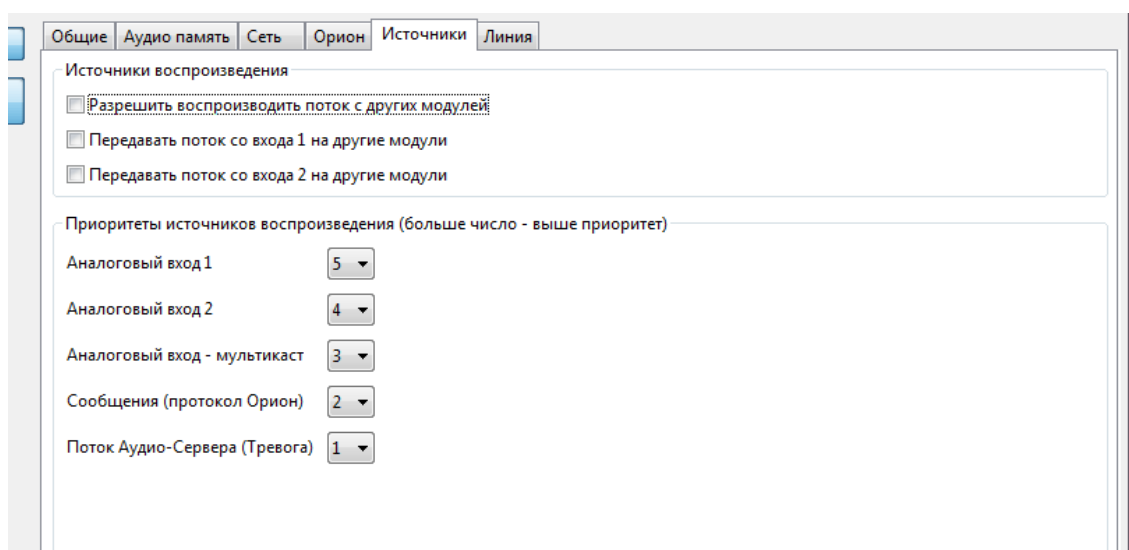 Общие Аудио память Сеть Орион Источники Линия
Источники воспроизведения
Разрешить воспроизводить поток с других модулей
Передавать поток со входа 1 на другие модули
Передавать поток со входа 2 на другие модули
Приоритеты источников воспроизведения (больше число - выше приоритет)
Аналоговый вход 1 5
Аналоговый вход 2 4
Аналоговый вход - мультикаст 3
Сообщения (протокол Орион) 2
Поток Аудио-Сервера (Тревога) 1